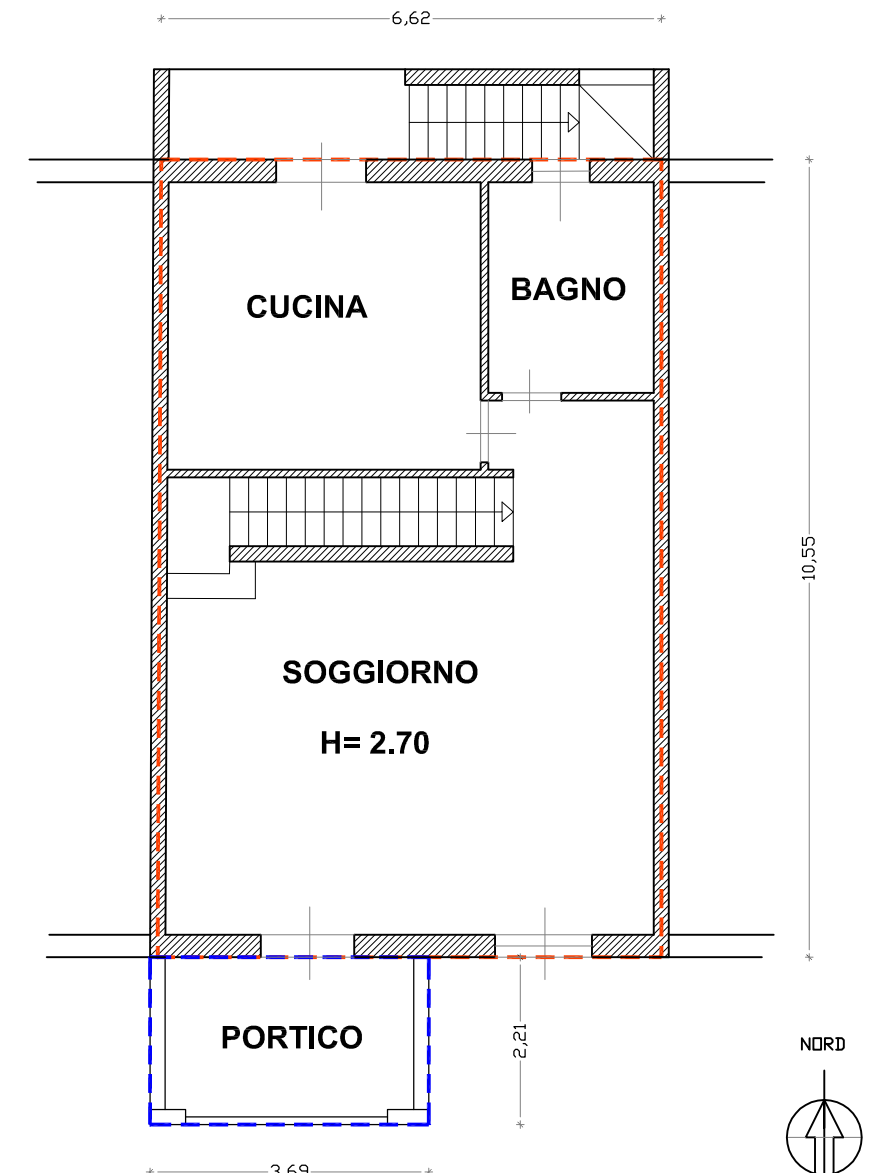 6,62
CUCINA
BAGNO
10,55
SOGGIORNO
H= 2.70
PORTICO
2,21
NORD
3,69